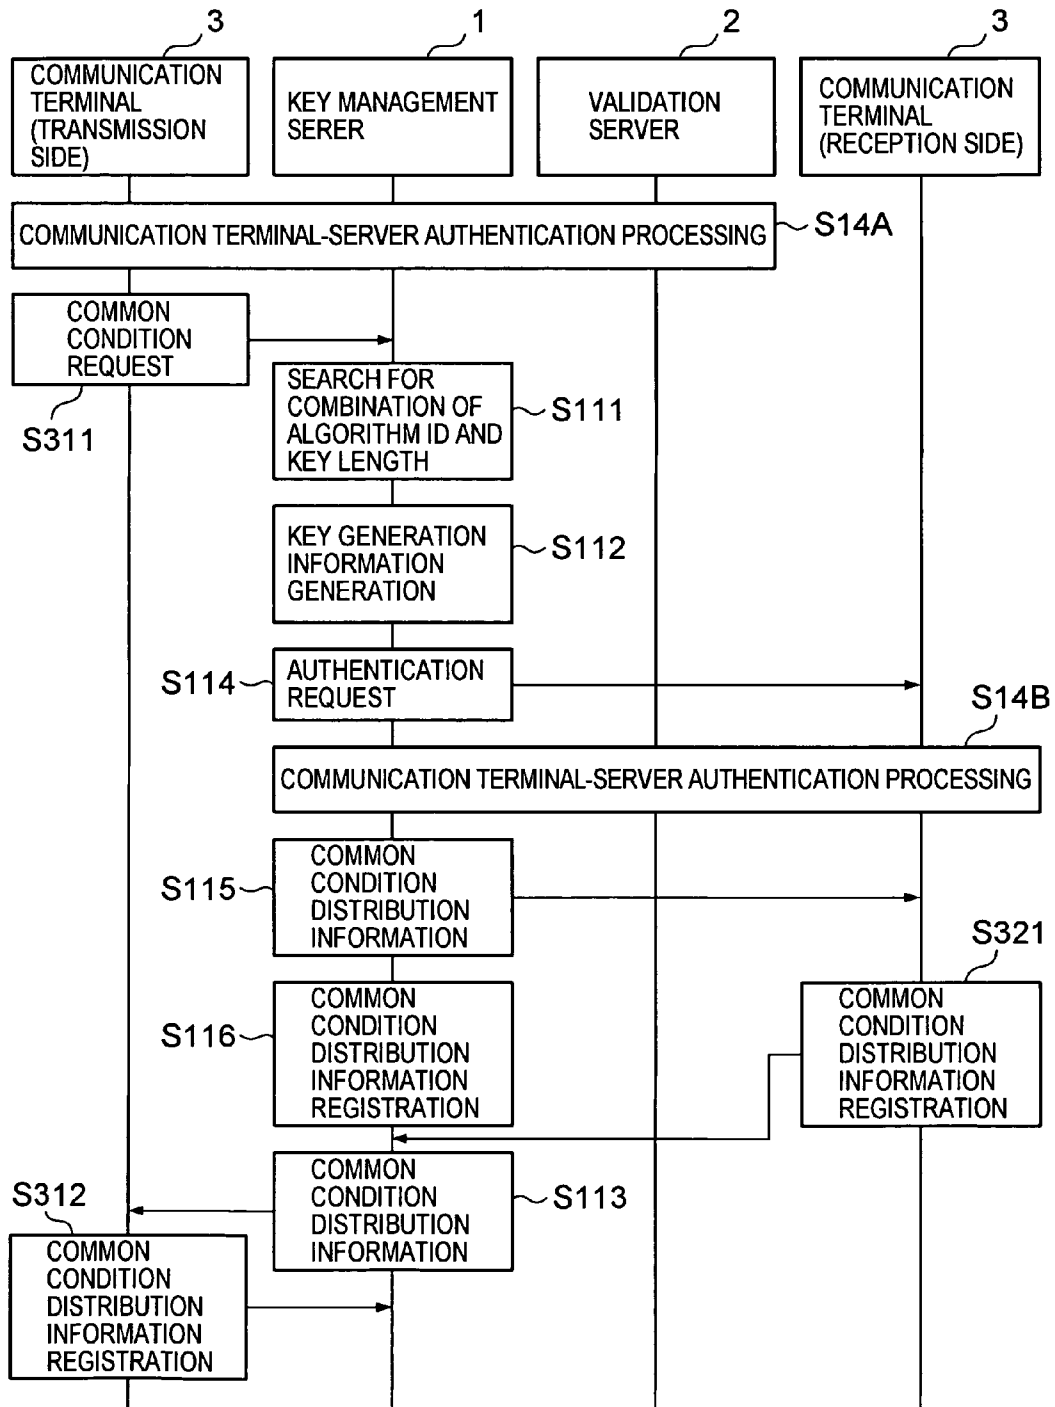 3
1
2
3
COMMUNICATION
TERMINAL
(TRANSMISSION
SIDE)
KEY MANAGEMENT
SERER
VALIDATION
SERVER
COMMUNICATION
TERMINAL
(RECEPTION SIDE)
COMMUNICATION TERMINAL-SERVER AUTHENTICATION PROCESSING
S14A
COMMON
CONDITION
REQUEST
S311
SEARCH FOR
COMBINATION OF
ALGORITHM ID AND
KEY LENGTH
S111
KEY GENERATION
INFORMATION
GENERATION
S112
S114
AUTHENTICATION
REQUEST
S14B
COMMUNICATION TERMINAL-SERVER AUTHENTICATION PROCESSING
S115
COMMON
CONDITION
DISTRIBUTION
INFORMATION
S321
S116
COMMON
CONDITION
DISTRIBUTION
INFORMATION
REGISTRATION
COMMON
CONDITION
DISTRIBUTION
INFORMATION
REGISTRATION
COMMON
CONDITION
DISTRIBUTION
INFORMATION
S113
S312
COMMON
CONDITION
DISTRIBUTION
INFORMATION
REGISTRATION